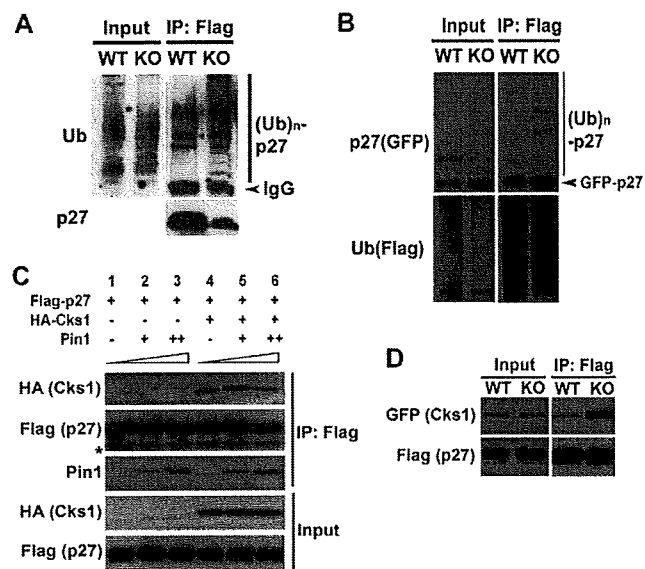 A
Input IP: Flag
WT KO WT KO
Ub
(Ub)n-
p27
IgG
p27
B
Input IP: Flag
WT KO WT KO
p27(GFP)
(Ub)n
-p27
GFP-p27
Ub(Flag)
C
1 2 3 4 5 6
Flag-p27 + + + + + +
HA-Cks1 - - - + + +
Pin1 - + ++ - + ++
HA (Cks1)
Flag (p27)
*
Pin1
IP: Flag
HA (Cks1)
Flag (p27)
Input
D
Input IP: Flag
WT KO WT KO
GFP (Cks1)
Flag (p27)